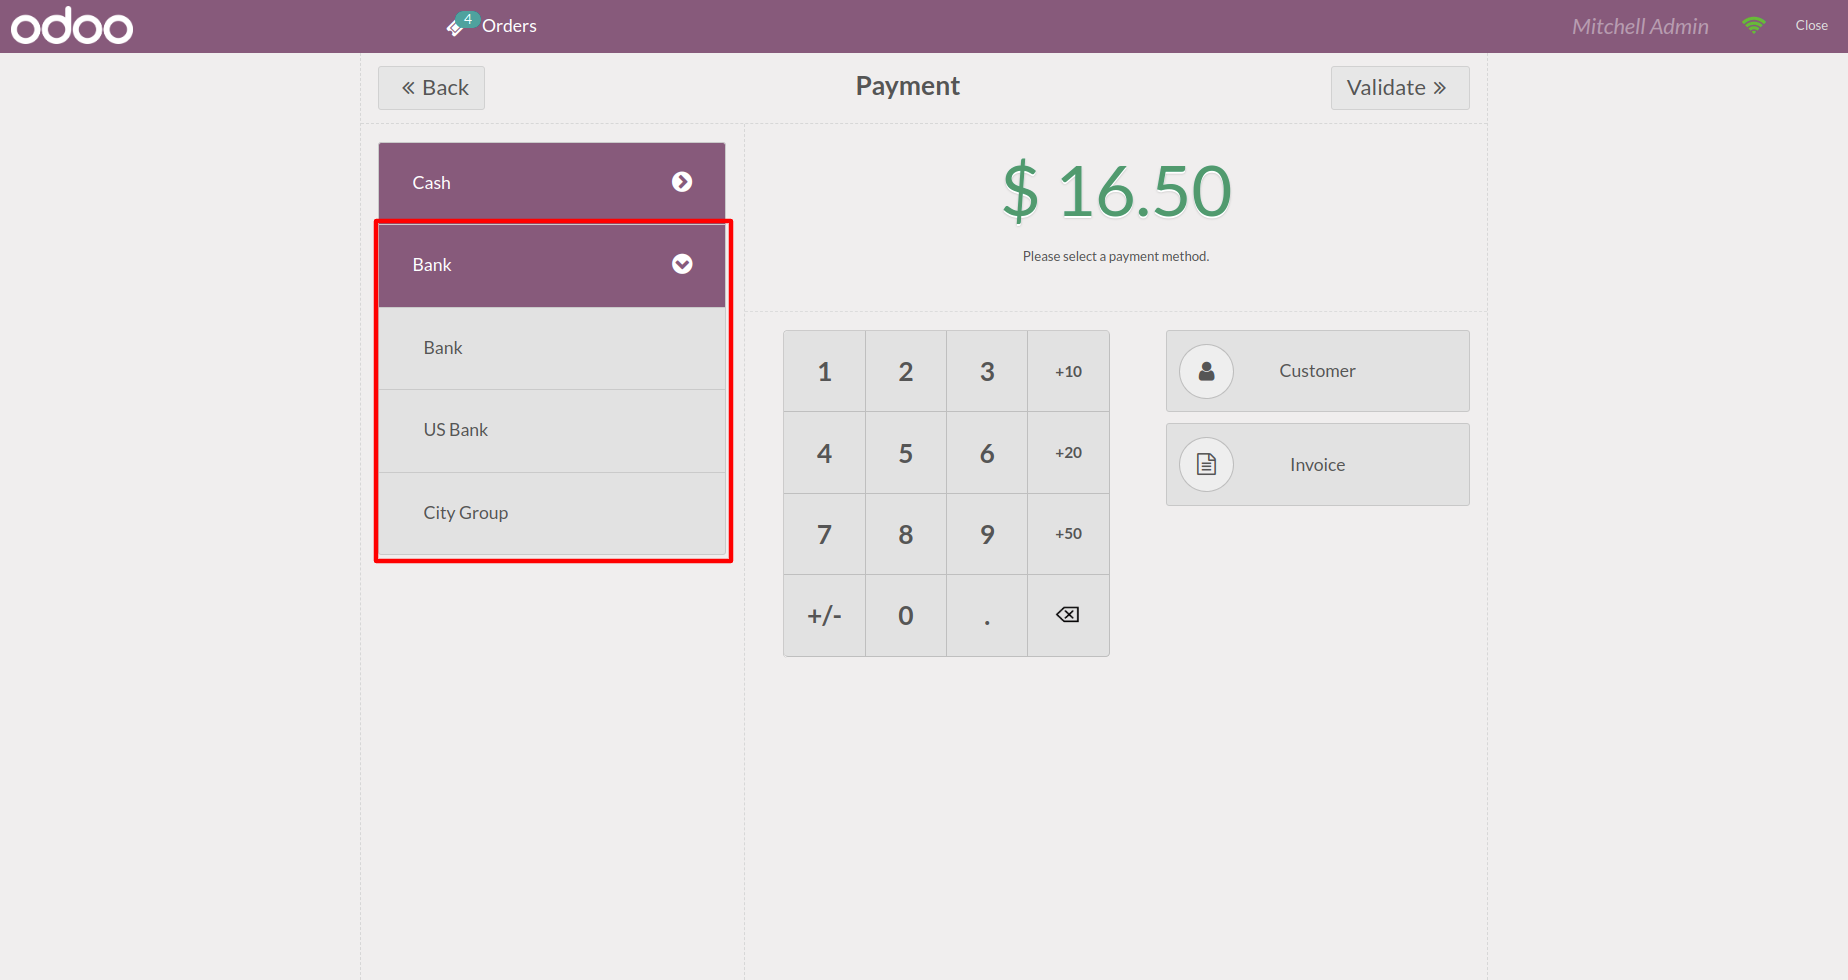 odoo
4
Orders
Mitchell Admin
Close
Back
Payment
Validate
Cash
Bank
Bank
US Bank
City Group
$ 16.50
Please select a payment method.
1 2 3 +10
4 5 6 +20
7 8 9 +50
+/- 0 .
Customer
Invoice